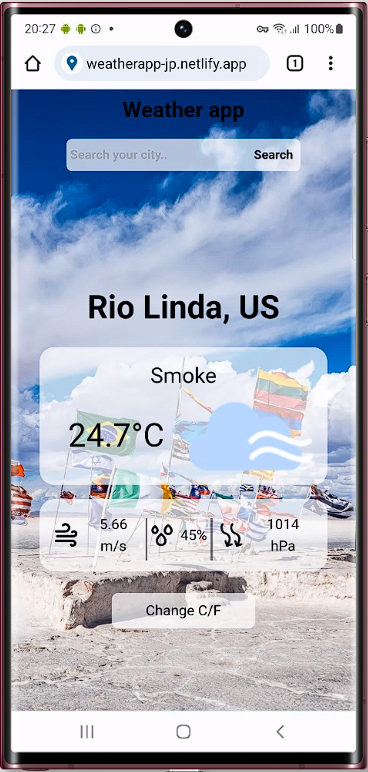 20:27 100%
weatherapp-jp.netlify.app 1
Weather app
Search your city.. Search
Rio Linda, US
Smoke
24.7°C
5.66 45% 1014
m/s hPa
Change C/F